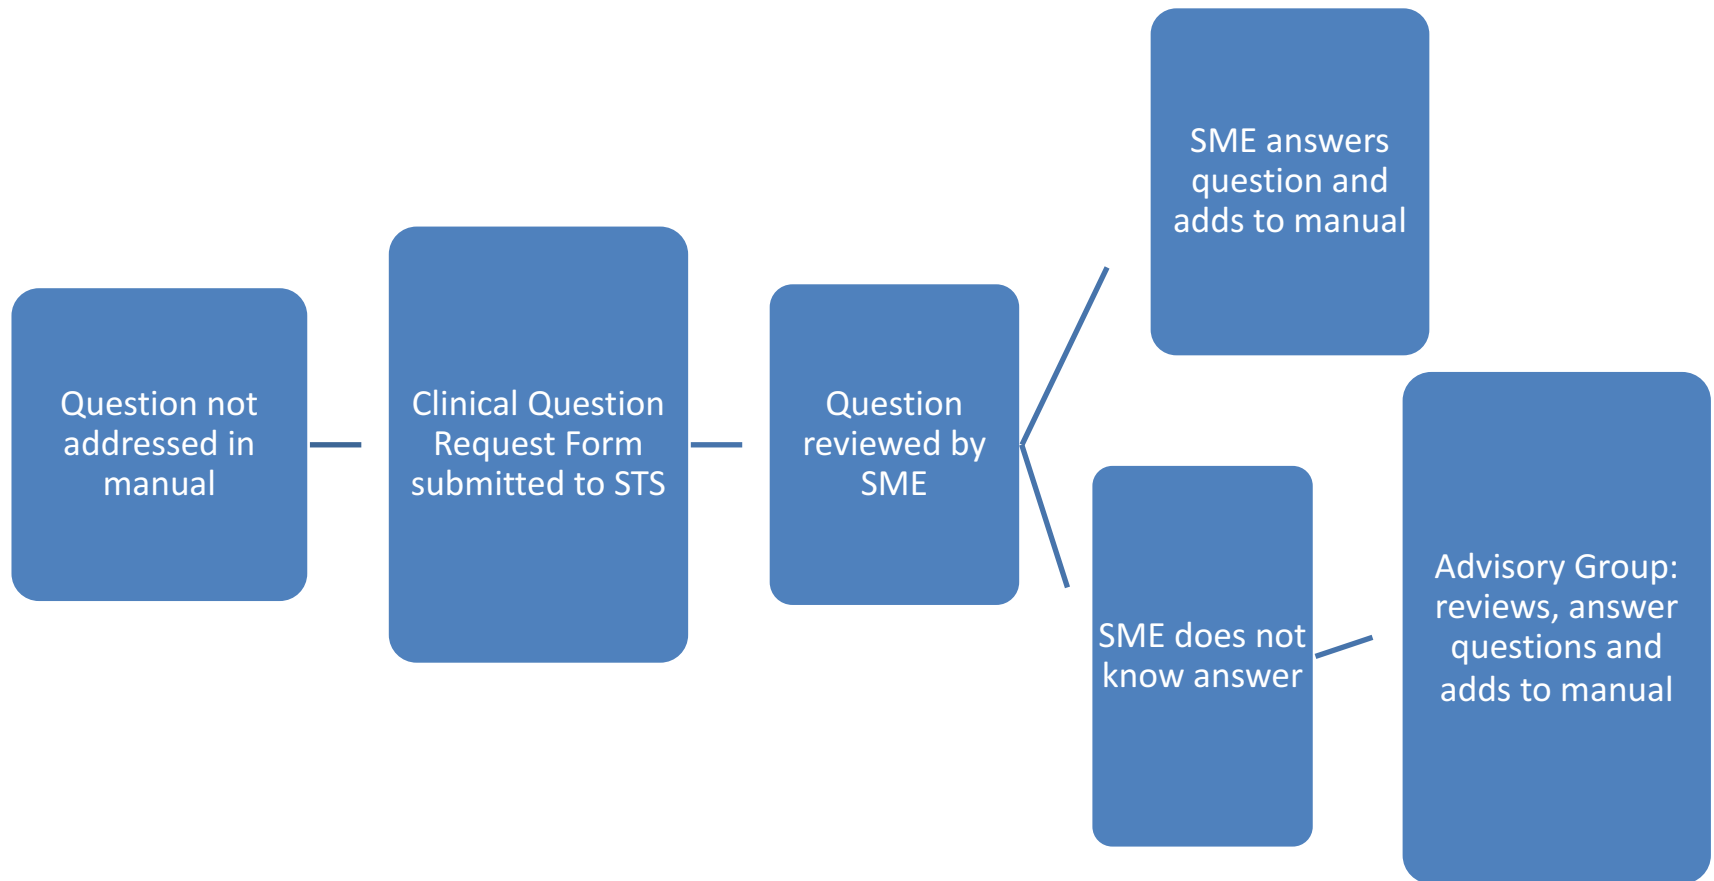 Question not
addressed in
manual
Clinical Question
Request Form
submitted to STS
Question
reviewed by
SME
SME answers
question and
adds to manual
SME does not
know answer
Advisory Group:
reviews, answer
questions and
adds to manual